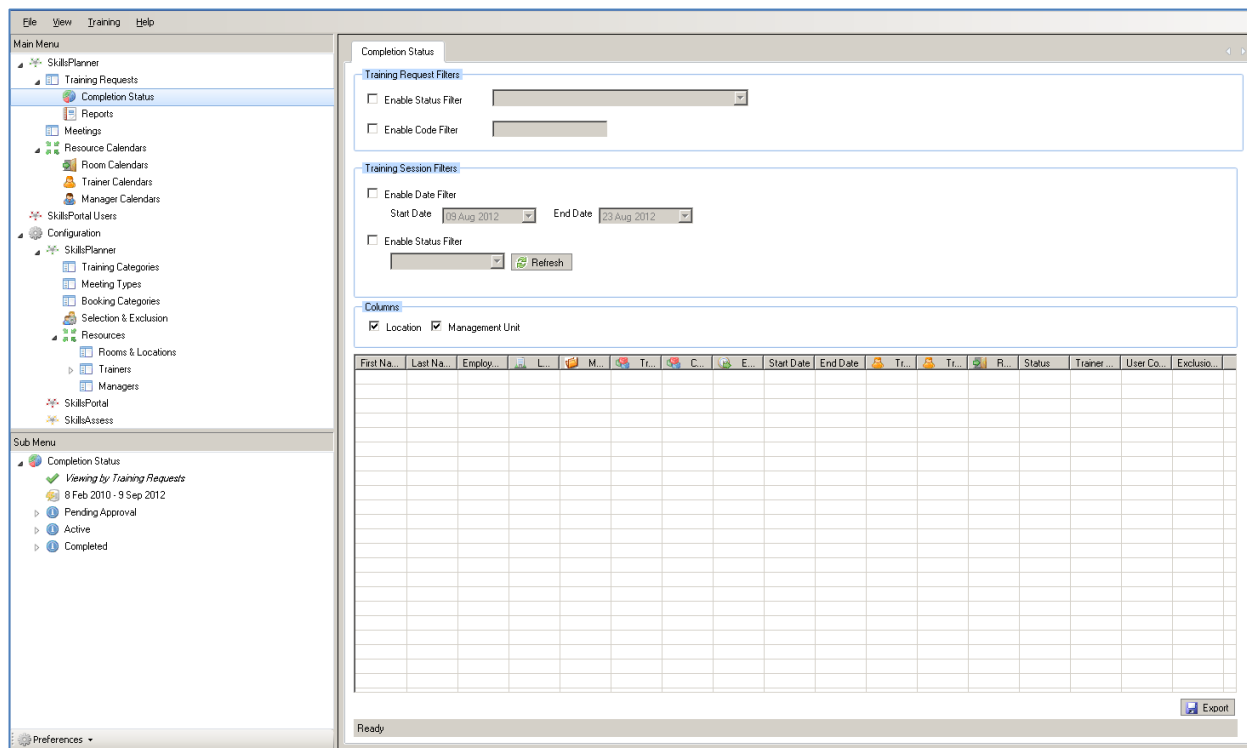 File View Training Help
Main Menu
SkillsPlanner
Training Requests
Completion Status
Reports
Meetings
Resource Calendars
Room Calendars
Trainer Calendars
Manager Calendars
SkillsPortal Users
Configuration
SkillsPlanner
Training Categories
Meeting Types
Booking Categories
Selection & Exclusion
Resources
Rooms & Locations
Trainers
Managers
SkillsPortal
SkillsAssess
Sub Menu
Completion Status
Viewing by Training Requests
8 Feb 2010 - 9 Sep 2012
Pending Approval
Active
Completed
Preferences
Completion Status
Training Request Filters
Enable Status Filter
Enable Code Filter
Training Session Filters
Enable Date Filter
Start Date 09 Aug 2012 End Date 23 Aug 2012
Enable Status Filter
Refresh
Columns
Location Management Unit
First Na... Last Na... Employ... L... M... Tr... C... E... Start Date End Date Tr... Tr... R... Status Trainer ... User Co... Exclusio...
Export
Ready